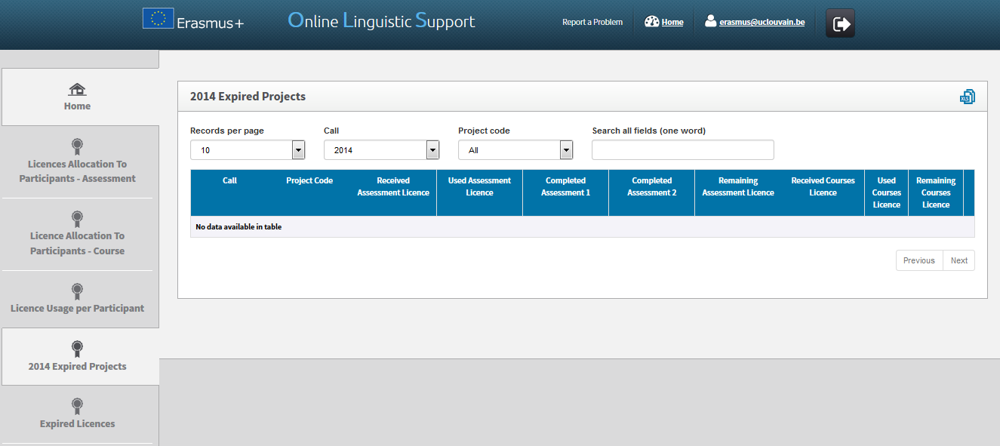 Erasmus+
Online Linguistic Support
Report a Problem
Home
erasmus@uclouvain.be
Home
Licences Allocation To
Participants - Assessment
Licence Allocation To
Participants - Course
Licence Usage per Participant
2014 Expired Projects
Expired Licences
2014 Expired Projects
XLS
Records per page
Call
Project code
Search all fields (one word)
10
2014
All
Call
Project Code
Received
Assessment Licence
Used Assessment
Licence
Completed
Assessment 1
Completed
Assessment 2
Remaining
Assessment Licence
Received Courses
Licence
Used
Courses
Licence
Remaining
Courses
Licence
No data available in table
Previous
Next